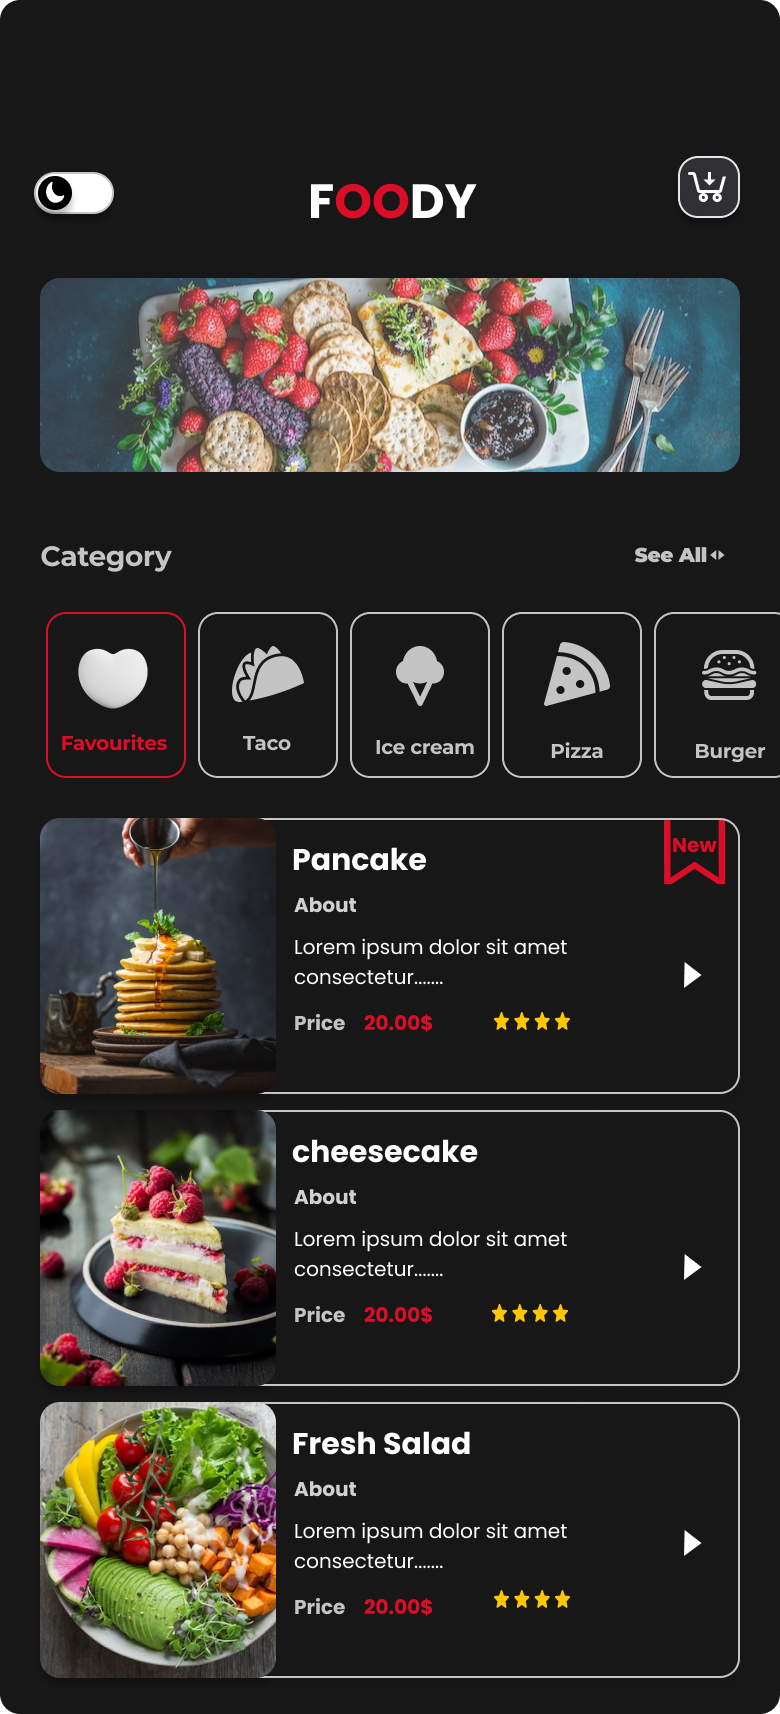 FOODY
Category
See All
Favourites
Taco
Ice cream
Pizza
Burger
Pancake
New
About
Lorem ipsum dolor sit amet
consectetur.......
Price 20.00$
cheesecake
About
Lorem ipsum dolor sit amet
consectetur.......
Price 20.00$
Fresh Salad
About
Lorem ipsum dolor sit amet
consectetur.......
Price 20.00$